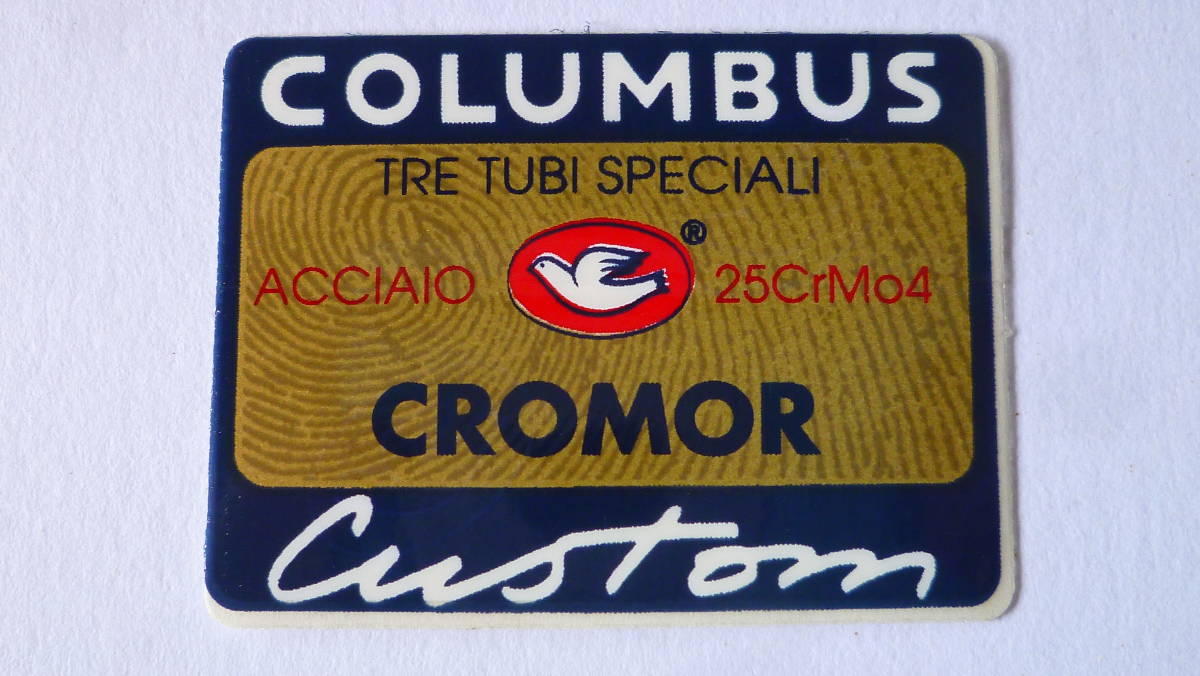 COLUMBUS
TRE TUBI SPECIALI
®
ACCIAIO 25CrMo4
CROMOR
Custom